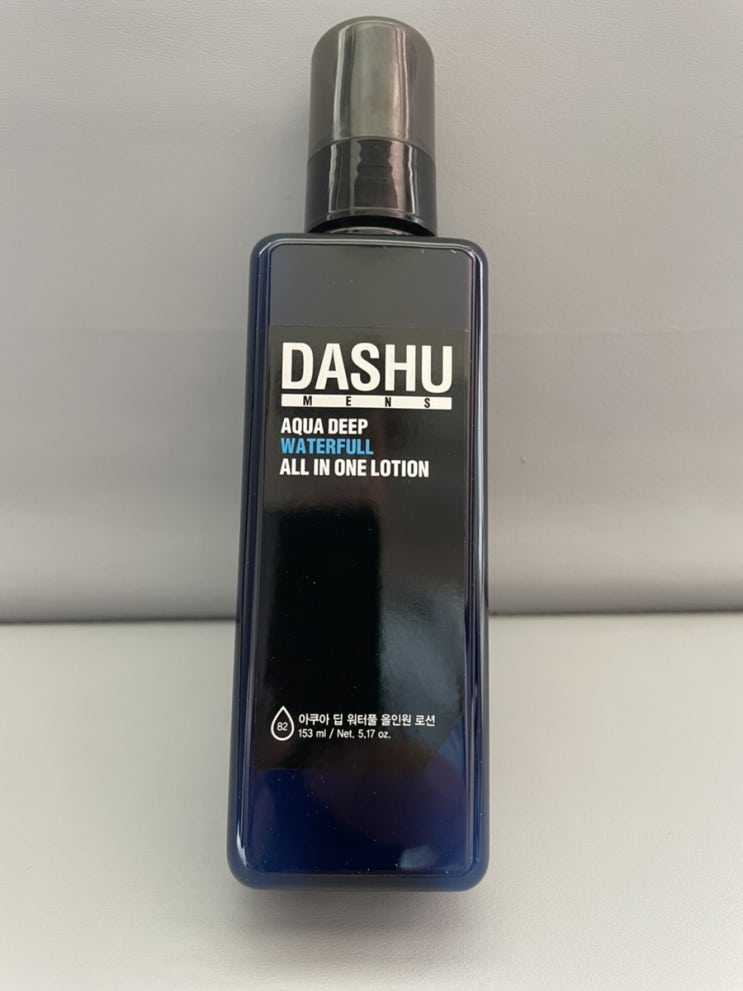 DASHU
MENS
AQUA DEEP
WATERFULL
ALL IN ONE LOTION
82
아쿠아 딥 워터풀 올인원 로션
153 ml / Net. 5.17 oz.